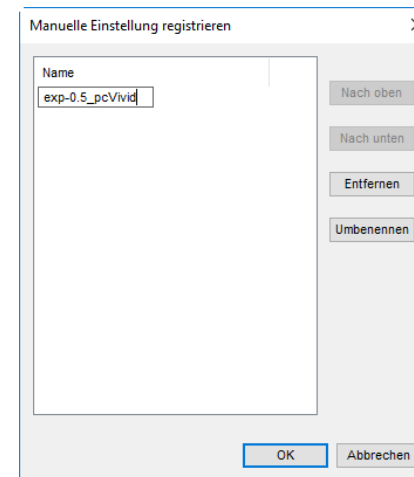 Manuelle Einstellung registrieren
Name
exp-0.5_pcVivid
Nach oben
Nach unten
Entfernen
Umbenennen
OK
Abbrechen